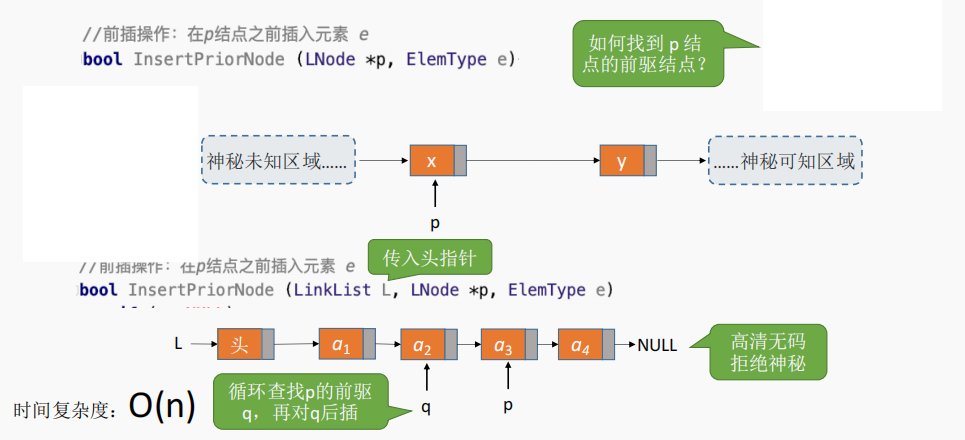 //前插操作：在p结点之前插入元素 e
bool InsertPriorNode (LNode *p, ElemType e)
如何找到 p 结
点的前驱结点？
神秘未知区域……
x
y
……神秘可知区域
p
传入头指针
//前插操作：在p结点之前插入元素 e
bool InsertPriorNode (LinkList L, LNode *p, ElemType e)
L
头
a1
a2
a3
a4
NULL
高清无码
拒绝神秘
循环查找p的前驱
q，再对q后插
q
p
时间复杂度：O(n)